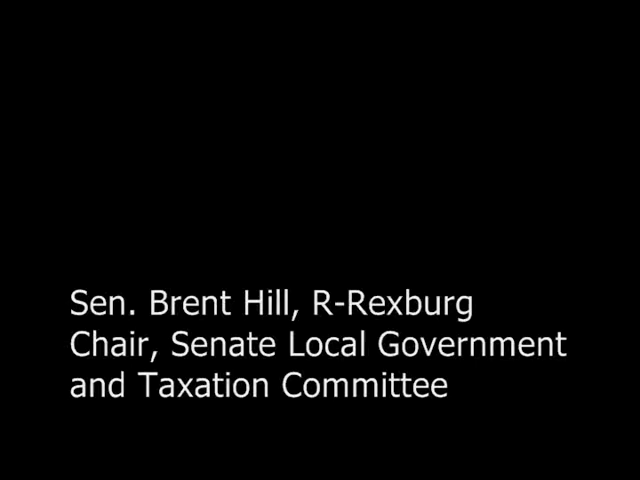 Sen. Brent Hill, R-Rexburg
Chair, Senate Local Government
and Taxation Committee